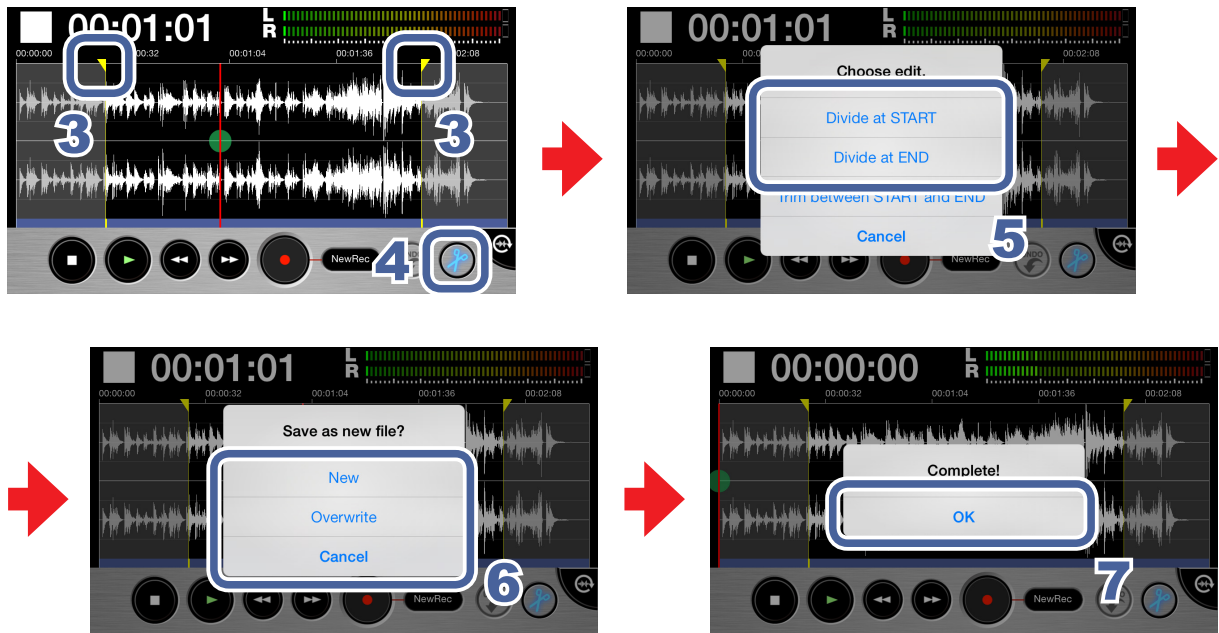 00:01:01
L
R
00:00:00 00:32 00:01:04 00:01:36 00:02:08
3
3
NewRec
4
00:01:01
L
R
00:00:00 00:02:08
Choose edit.
Divide at START
Divide at END
Trim between START and END
Cancel
5
NewRec
00:01:01
L
R
00:00:00 00:00:32 00:01:04 00:01:36 00:02:08
Save as new file?
New
Overwrite
Cancel
6
NewRec
00:00:00
L
R
00:00:00 00:00:32 00:01:04 00:01:36 00:02:08
Complete!
OK
7
NewRec